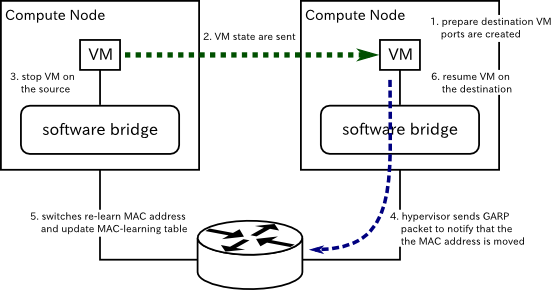 Compute Node
VM
3. stop VM on
the source
software bridge
2. VM state are sent
Compute Node
1. prepare destination VM
ports are created
VM
6. resume VM on
the destination
software bridge
5. switches re-learn MAC address
and update MAC-learning table
4. hypervisor sends GARP
packet to notify that the
the MAC address is moved